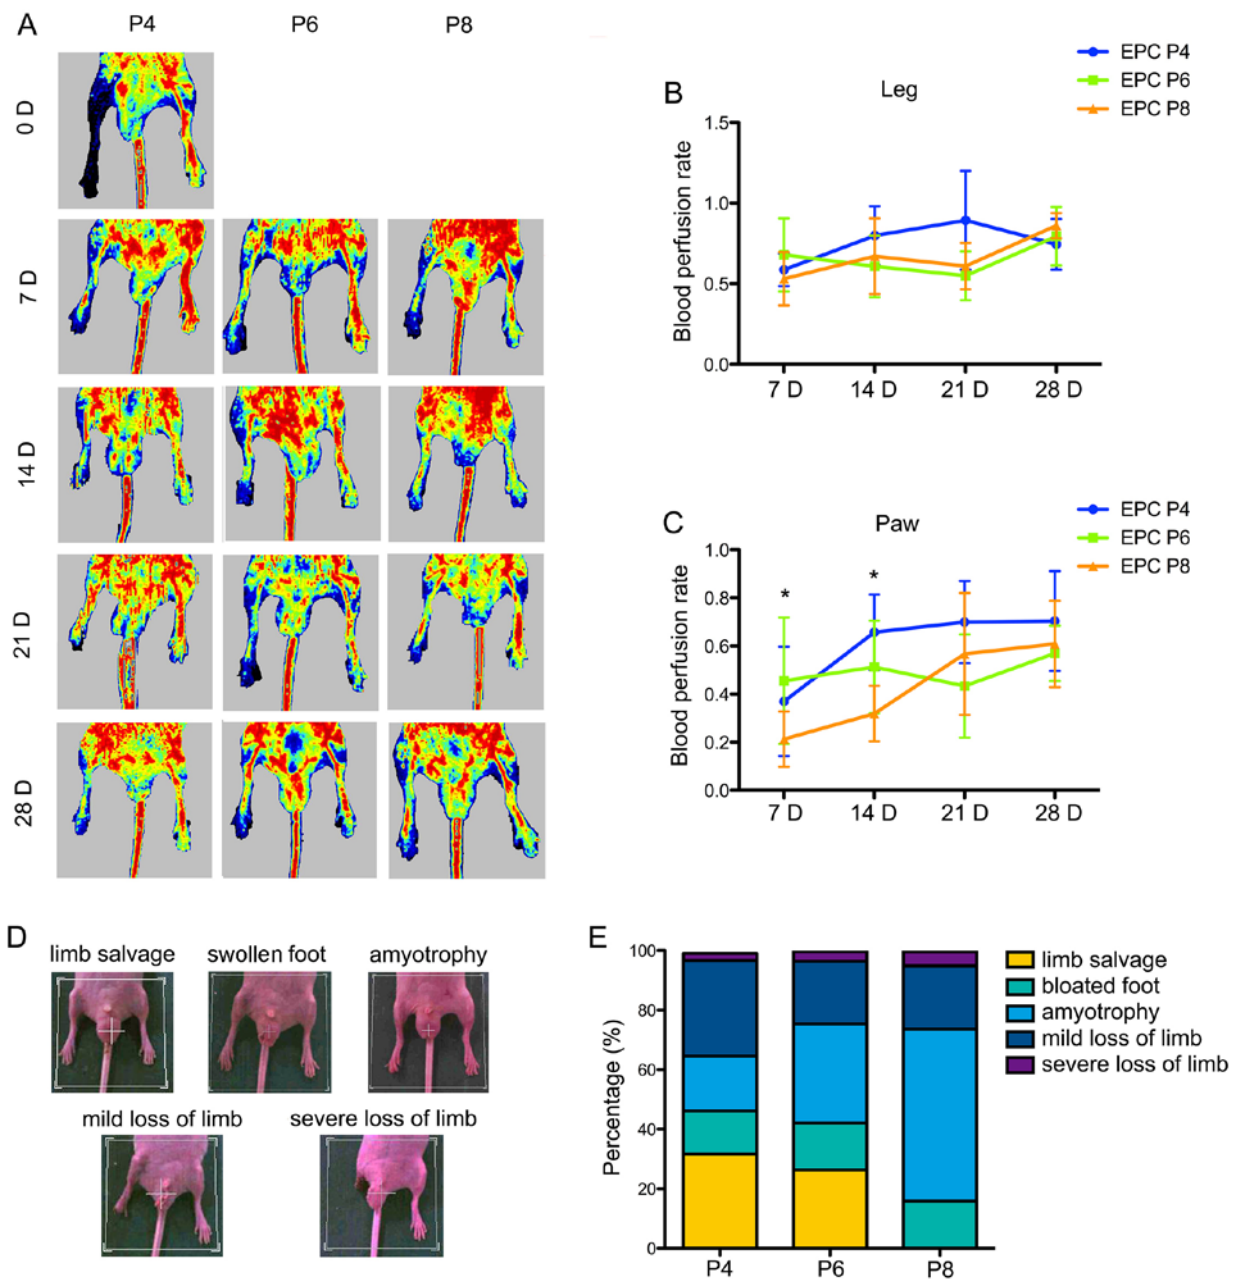 A
P4 P6 P8
0 D
7 D
14 D
21 D
28 D
B
Leg
EPC P4
EPC P6
EPC P8
Blood perfusion rate
1.5
1.0
0.5
0.0
7 D 14 D 21 D 28 D
C
Paw
EPC P4
EPC P6
EPC P8
Blood perfusion rate
1.0
0.8
0.6
0.4
0.2
0.0
* *
7 D 14 D 21 D 28 D
D
limb salvage swollen foot amyotrophy
mild loss of limb severe loss of limb
E
Percentage (%)
100
80
60
40
20
0
P4 P6 P8
limb salvage
bloated foot
amyotrophy
mild loss of limb
severe loss of limb